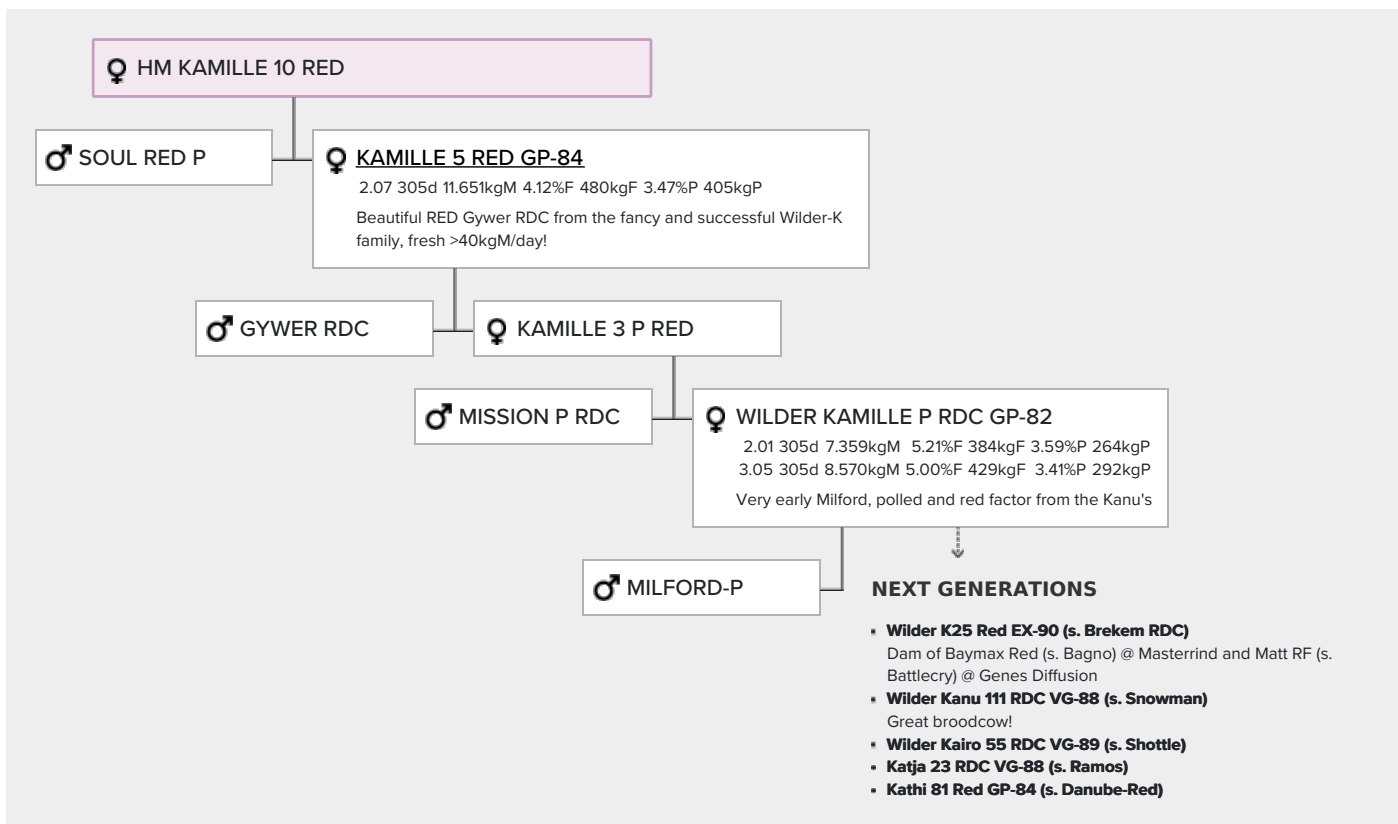 HM KAMILLE 10 RED
SOUL RED P
KAMILLE 5 RED GP-84
2.07 305d 11.651kgM 4.12%F 480kgF 3.47%P 405kgP
Beautiful RED Gywer RDC from the fancy and successful Wilder-K
family, fresh >40kgM/day!
GYWER RDC
KAMILLE 3 P RED
MISSION P RDC
WILDER KAMILLE P RDC GP-82
2.01 305d 7.359kgM 5.21%F 384kgF 3.59%P 264kgP
3.05 305d 8.570kgM 5.00%F 429kgF 3.41%P 292kgP
Very early Milford, polled and red factor from the Kanu's
MILFORD-P
NEXT GENERATIONS
Wilder K25 Red EX-90 (s. Brekem RDC)
Dam of Baymax Red (s. Bagno) @ Masterrind and Matt RF (s.
Battlecry) @ Genes Diffusion
Wilder Kanu 111 RDC VG-88 (s. Snowman)
Great broodcow!
Wilder Kairo 55 RDC VG-89 (s. Shottle)
Katja 23 RDC VG-88 (s. Ramos)
Kathi 81 Red GP-84 (s. Danube-Red)